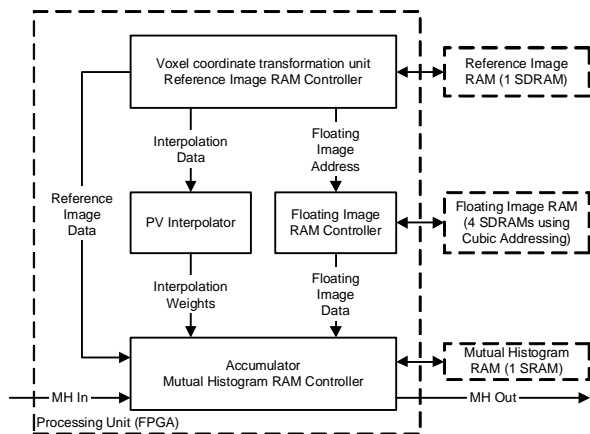 Voxel coordinate transformation unit
Reference Image RAM Controller
Reference Image
RAM (1 SDRAM)
Interpolation
Data
Floating
Image
Address
Reference
Image
Data
PV Interpolator
Floating Image
RAM Controller
Floating Image RAM
(4 SDRAMs using
Cubic Addressing)
Interpolation
Weights
Floating
Image
Data
Accumulator
Mutual Histogram RAM Controller
Mutual Histogram
RAM (1 SRAM)
MH In
MH Out
Processing Unit (FPGA)